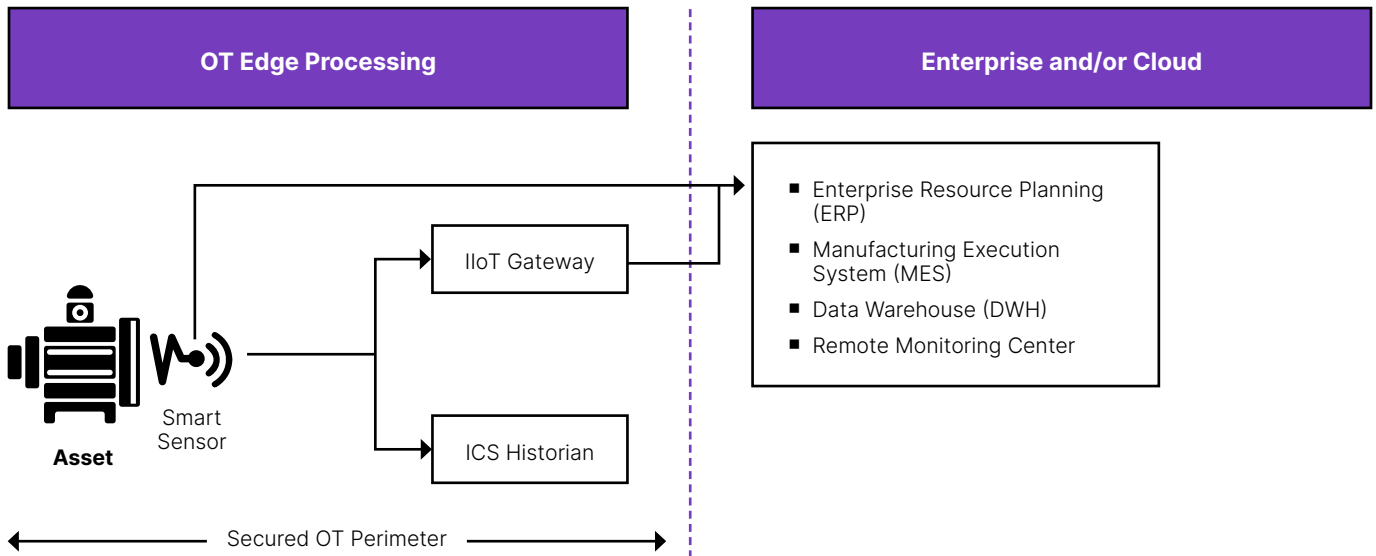 OT Edge Processing
Enterprise and/or Cloud
Enterprise Resource Planning
(ERP)
Manufacturing Execution
System (MES)
Data Warehouse (DWH)
Remote Monitoring Center
IIoT Gateway
Smart
Sensor
Asset
ICS Historian
Secured OT Perimeter